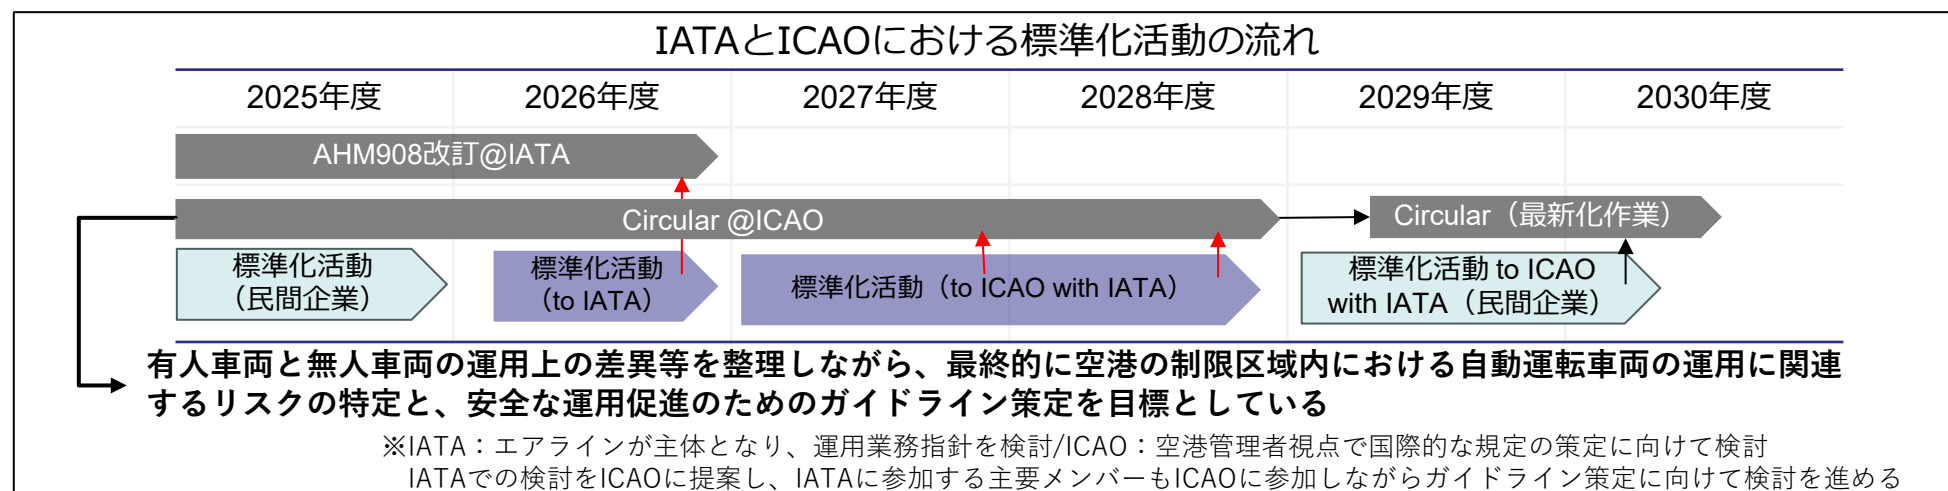 IATAとICAOにおける標準化活動の流れ
2025年度 2026年度 2027年度 2028年度 2029年度 2030年度
AHM908改訂@IATA
Circular @ICAO
Circular（最新化作業）
標準化活動
（民間企業）
標準化活動
（to IATA）
標準化活動（to ICAO with IATA）
標準化活動 to ICAO
with IATA（民間企業）
有人車両と無人車両の運用上の差異等を整理しながら、最終的に空港の制限区域内における自動運転車両の運用に関連
するリスクの特定と、安全な運用促進のためのガイドライン策定を目標としている
※IATA：エアラインが主体となり、運用業務指針を検討/ICAO：空港管理者視点で国際的な規定の策定に向けて検討
IATAでの検討をICAOに提案し、IATAに参加する主要メンバーもICAOに参加しながらガイドライン策定に向けて検討を進める